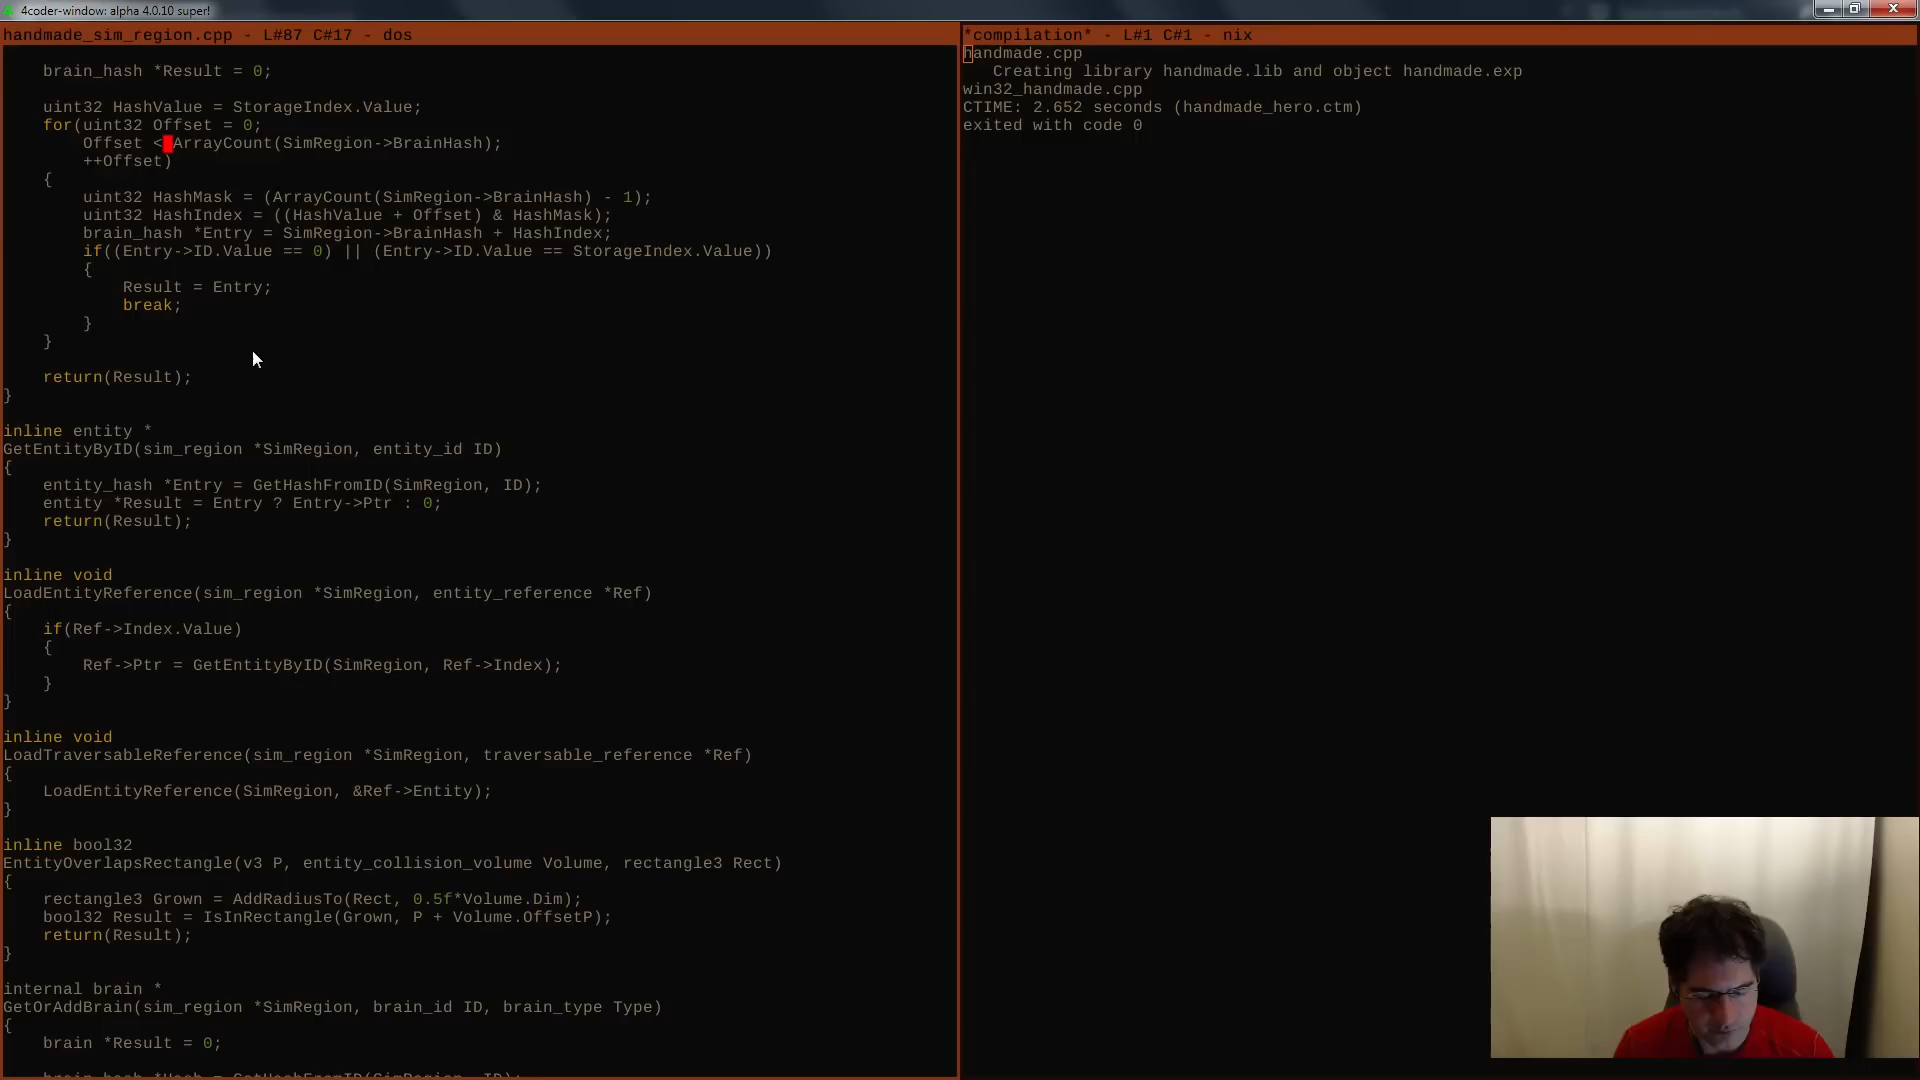 4coder-window: alpha 4.0.10 super!
handmade_sim_region.cpp - L#87 C#17 - dos
    brain_hash *Result = 0;
    uint32 HashValue = StorageIndex.Value;
    for(uint32 Offset = 0;
        Offset < ArrayCount(SimRegion->BrainHash);
        ++Offset)
    {
        uint32 HashMask = (ArrayCount(SimRegion->BrainHash) - 1);
        uint32 HashIndex = ((HashValue + Offset) & HashMask);
        brain_hash *Entry = SimRegion->BrainHash + HashIndex;
        if((Entry->ID.Value == 0) || (Entry->ID.Value == StorageIndex.Value))
        {
            Result = Entry;
            break;
        }
    }
    return(Result);
}
inline entity *
GetEntityByID(sim_region *SimRegion, entity_id ID)
{
    entity_hash *Entry = GetHashFromID(SimRegion, ID);
    entity *Result = Entry ? Entry->Ptr : 0;
    return(Result);
}
inline void
LoadEntityReference(sim_region *SimRegion, entity_reference *Ref)
{
    if(Ref->Index.Value)
    {
        Ref->Ptr = GetEntityByID(SimRegion, Ref->Index);
    }
}
inline void
LoadTraversableReference(sim_region *SimRegion, traversable_reference *Ref)
{
    LoadEntityReference(SimRegion, &Ref->Entity);
}
inline bool32
EntityOverlapsRectangle(v3 P, entity_collision_volume Volume, rectangle3 Rect)
{
    rectangle3 Grown = AddRadiusTo(Rect, 0.5f*Volume.Dim);
    bool32 Result = IsInRectangle(Grown, P + Volume.OffsetP);
    return(Result);
}
internal brain *
GetOrAddBrain(sim_region *SimRegion, brain_id ID, brain_type Type)
{
    brain *Result = 0;
    brain_hash *Hash = GetHashFromID(SimRegion, ID);
*compilation* - L#1 C#1 - nix
handmade.cpp
   Creating library handmade.lib and object handmade.exp
win32_handmade.cpp
CTIME: 2.652 seconds (handmade_hero.ctm)
exited with code 0